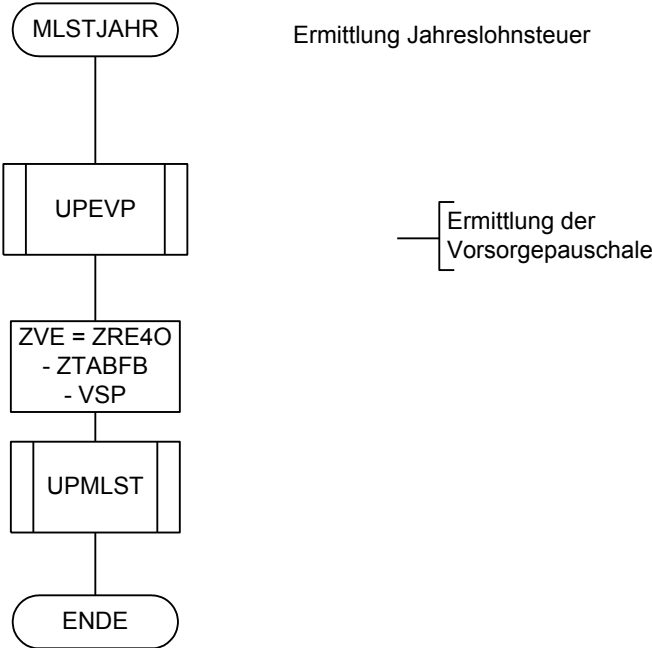 MLSTJAHR
Ermittlung Jahreslohnsteuer
UPEVP
Ermittlung der
Vorsorgepauschale
ZVE = ZRE4O
- ZTABFB
- VSP
UPMLST
ENDE